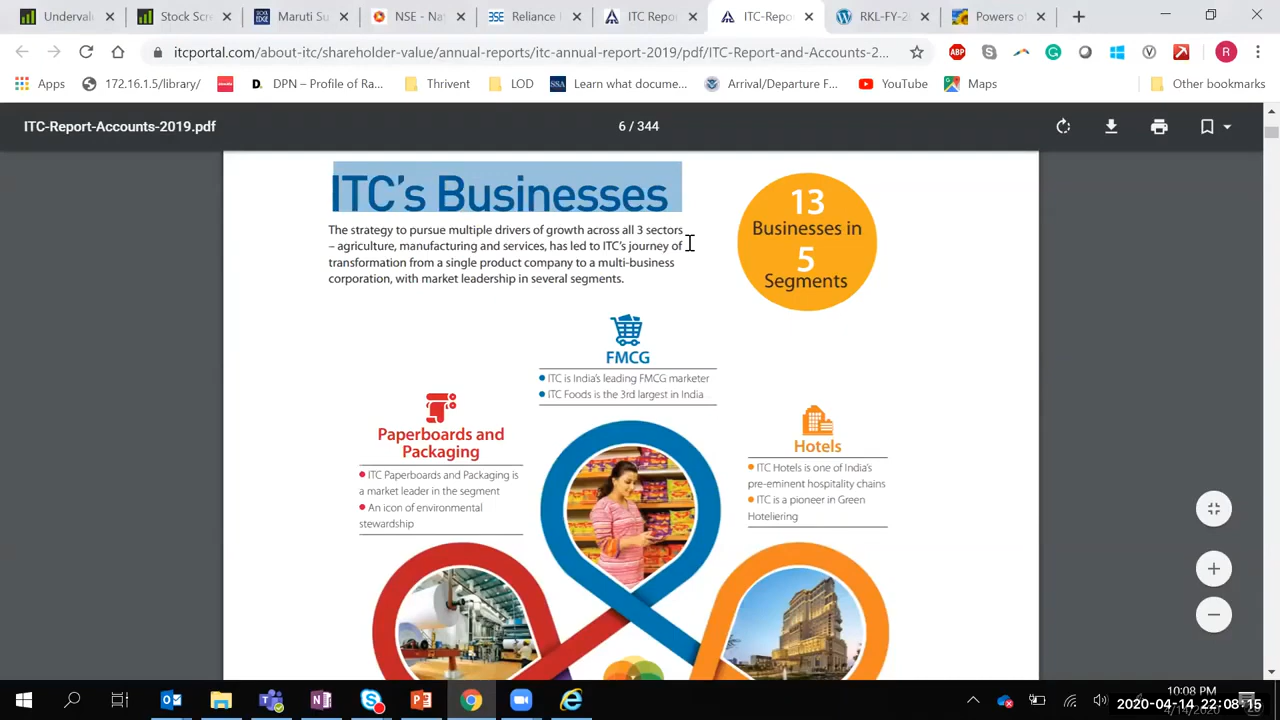 Underval
Stock Scre
Maruti Su
NSE - Nat
Reliance I
ITC Repor
ITC-Repo
RKL-FY-2
Powers of
itcportal.com/about-itc/shareholder-value/annual-reports/itc-annual-report-2019/pdf/ITC-Report-and-Accounts-2...
ABP
R
Apps
172.16.1.5/library/
DPN – Profile of Ra...
Thrivent
LOD
Learn what docume...
Arrival/Departure F...
YouTube
Maps
Other bookmarks
ITC-Report-Accounts-2019.pdf
6 / 344
ITC's Businesses
The strategy to pursue multiple drivers of growth across all 3 sectors
– agriculture, manufacturing and services, has led to ITC's journey of
transformation from a single product company to a multi-business
corporation, with market leadership in several segments.
13
Businesses in
5
Segments
FMCG
ITC is India's leading FMCG marketer
ITC Foods is the 3rd largest in India
Paperboards and
Packaging
ITC Paperboards and Packaging is
a market leader in the segment
An icon of environmental
stewardship
Hotels
ITC Hotels is one of India's
pre-eminent hospitality chains
ITC is a pioneer in Green
Hoteliering
10:08 PM
2020-04-14 22:08:15